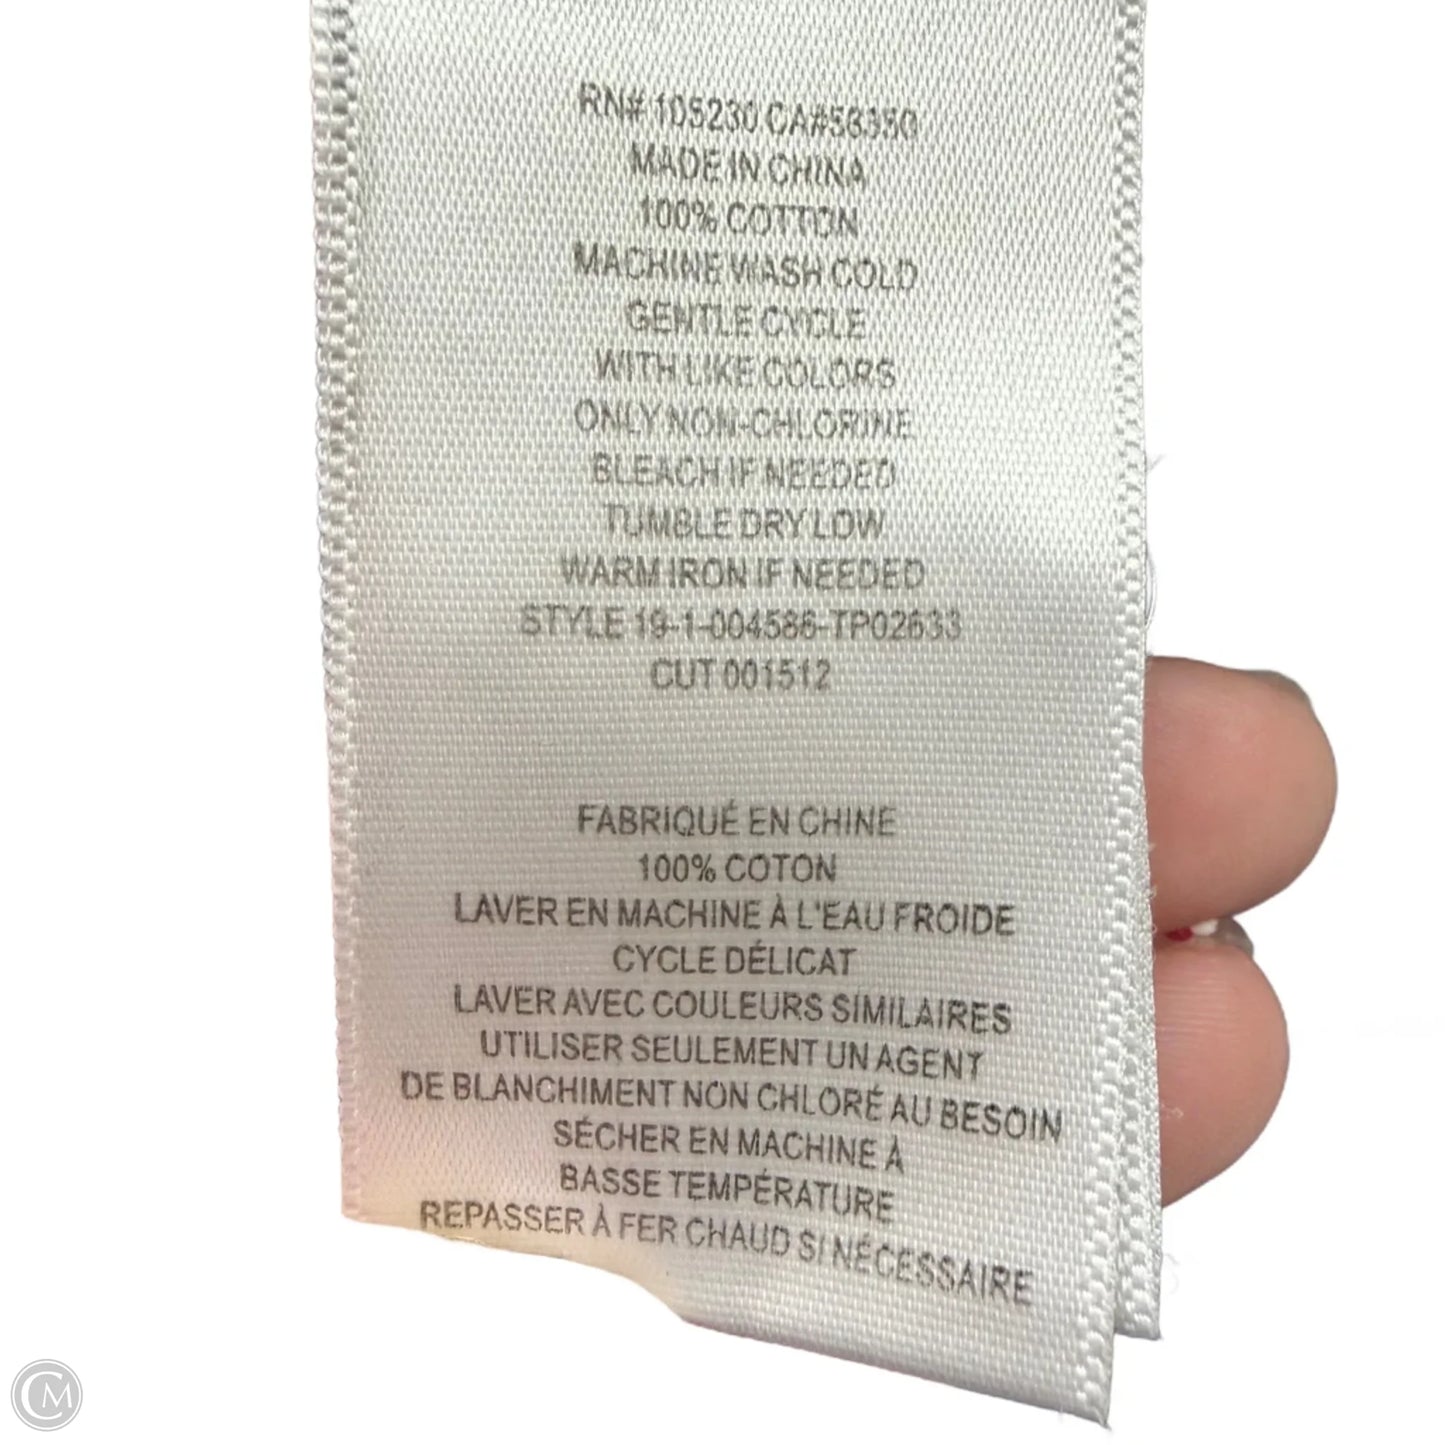 RN# 105230 CA#58350
MADE IN CHINA
100% COTTON
MACHINE WASH COLD
GENTLE CYCLE
WITH LIKE COLORS
ONLY NON-CHLORINE
BLEACH IF NEEDED
TUMBLE DRY LOW
WARM IRON IF NEEDED
STYLE 19-1-004586-TP02633
CUT 001512
FABRIQUÉ EN CHINE
100% COTON
LAVER EN MACHINE À L'EAU FROIDE
CYCLE DÉLICAT
LAVER AVEC COULEURS SIMILAIRES
UTILISER SEULEMENT UN AGENT
DE BLANCHIMENT NON CHLORÉ AU BESOIN
SÉCHER EN MACHINE À
BASSE TEMPÉRATURE
REPASSER À FER CHAUD SI NÉCESSAIRE
CM